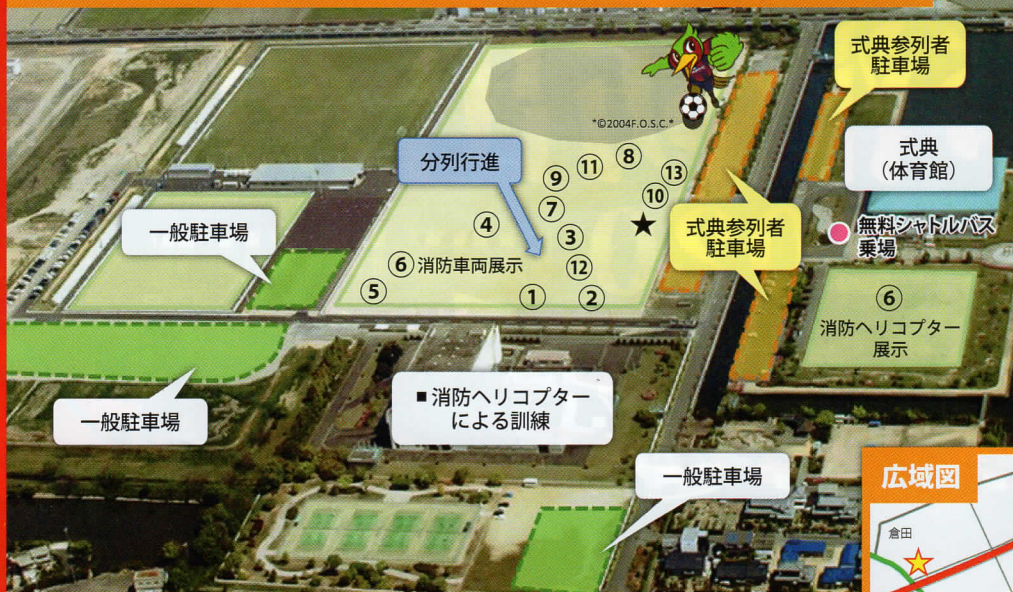 式典参列者
駐車場
*©2004F.O.S.C.*
式典
（体育館）
分列行進
⑧
⑪
⑨
⑬
⑩
⑦
一般駐車場
④
★
③
式典参列者
駐車場
無料シャトルバス
乗場
⑥ 消防車両展示
⑫
⑤
①
②
⑥
消防ヘリコプター
展示
■ 消防ヘリコプター
による訓練
一般駐車場
一般駐車場
広域図
倉田